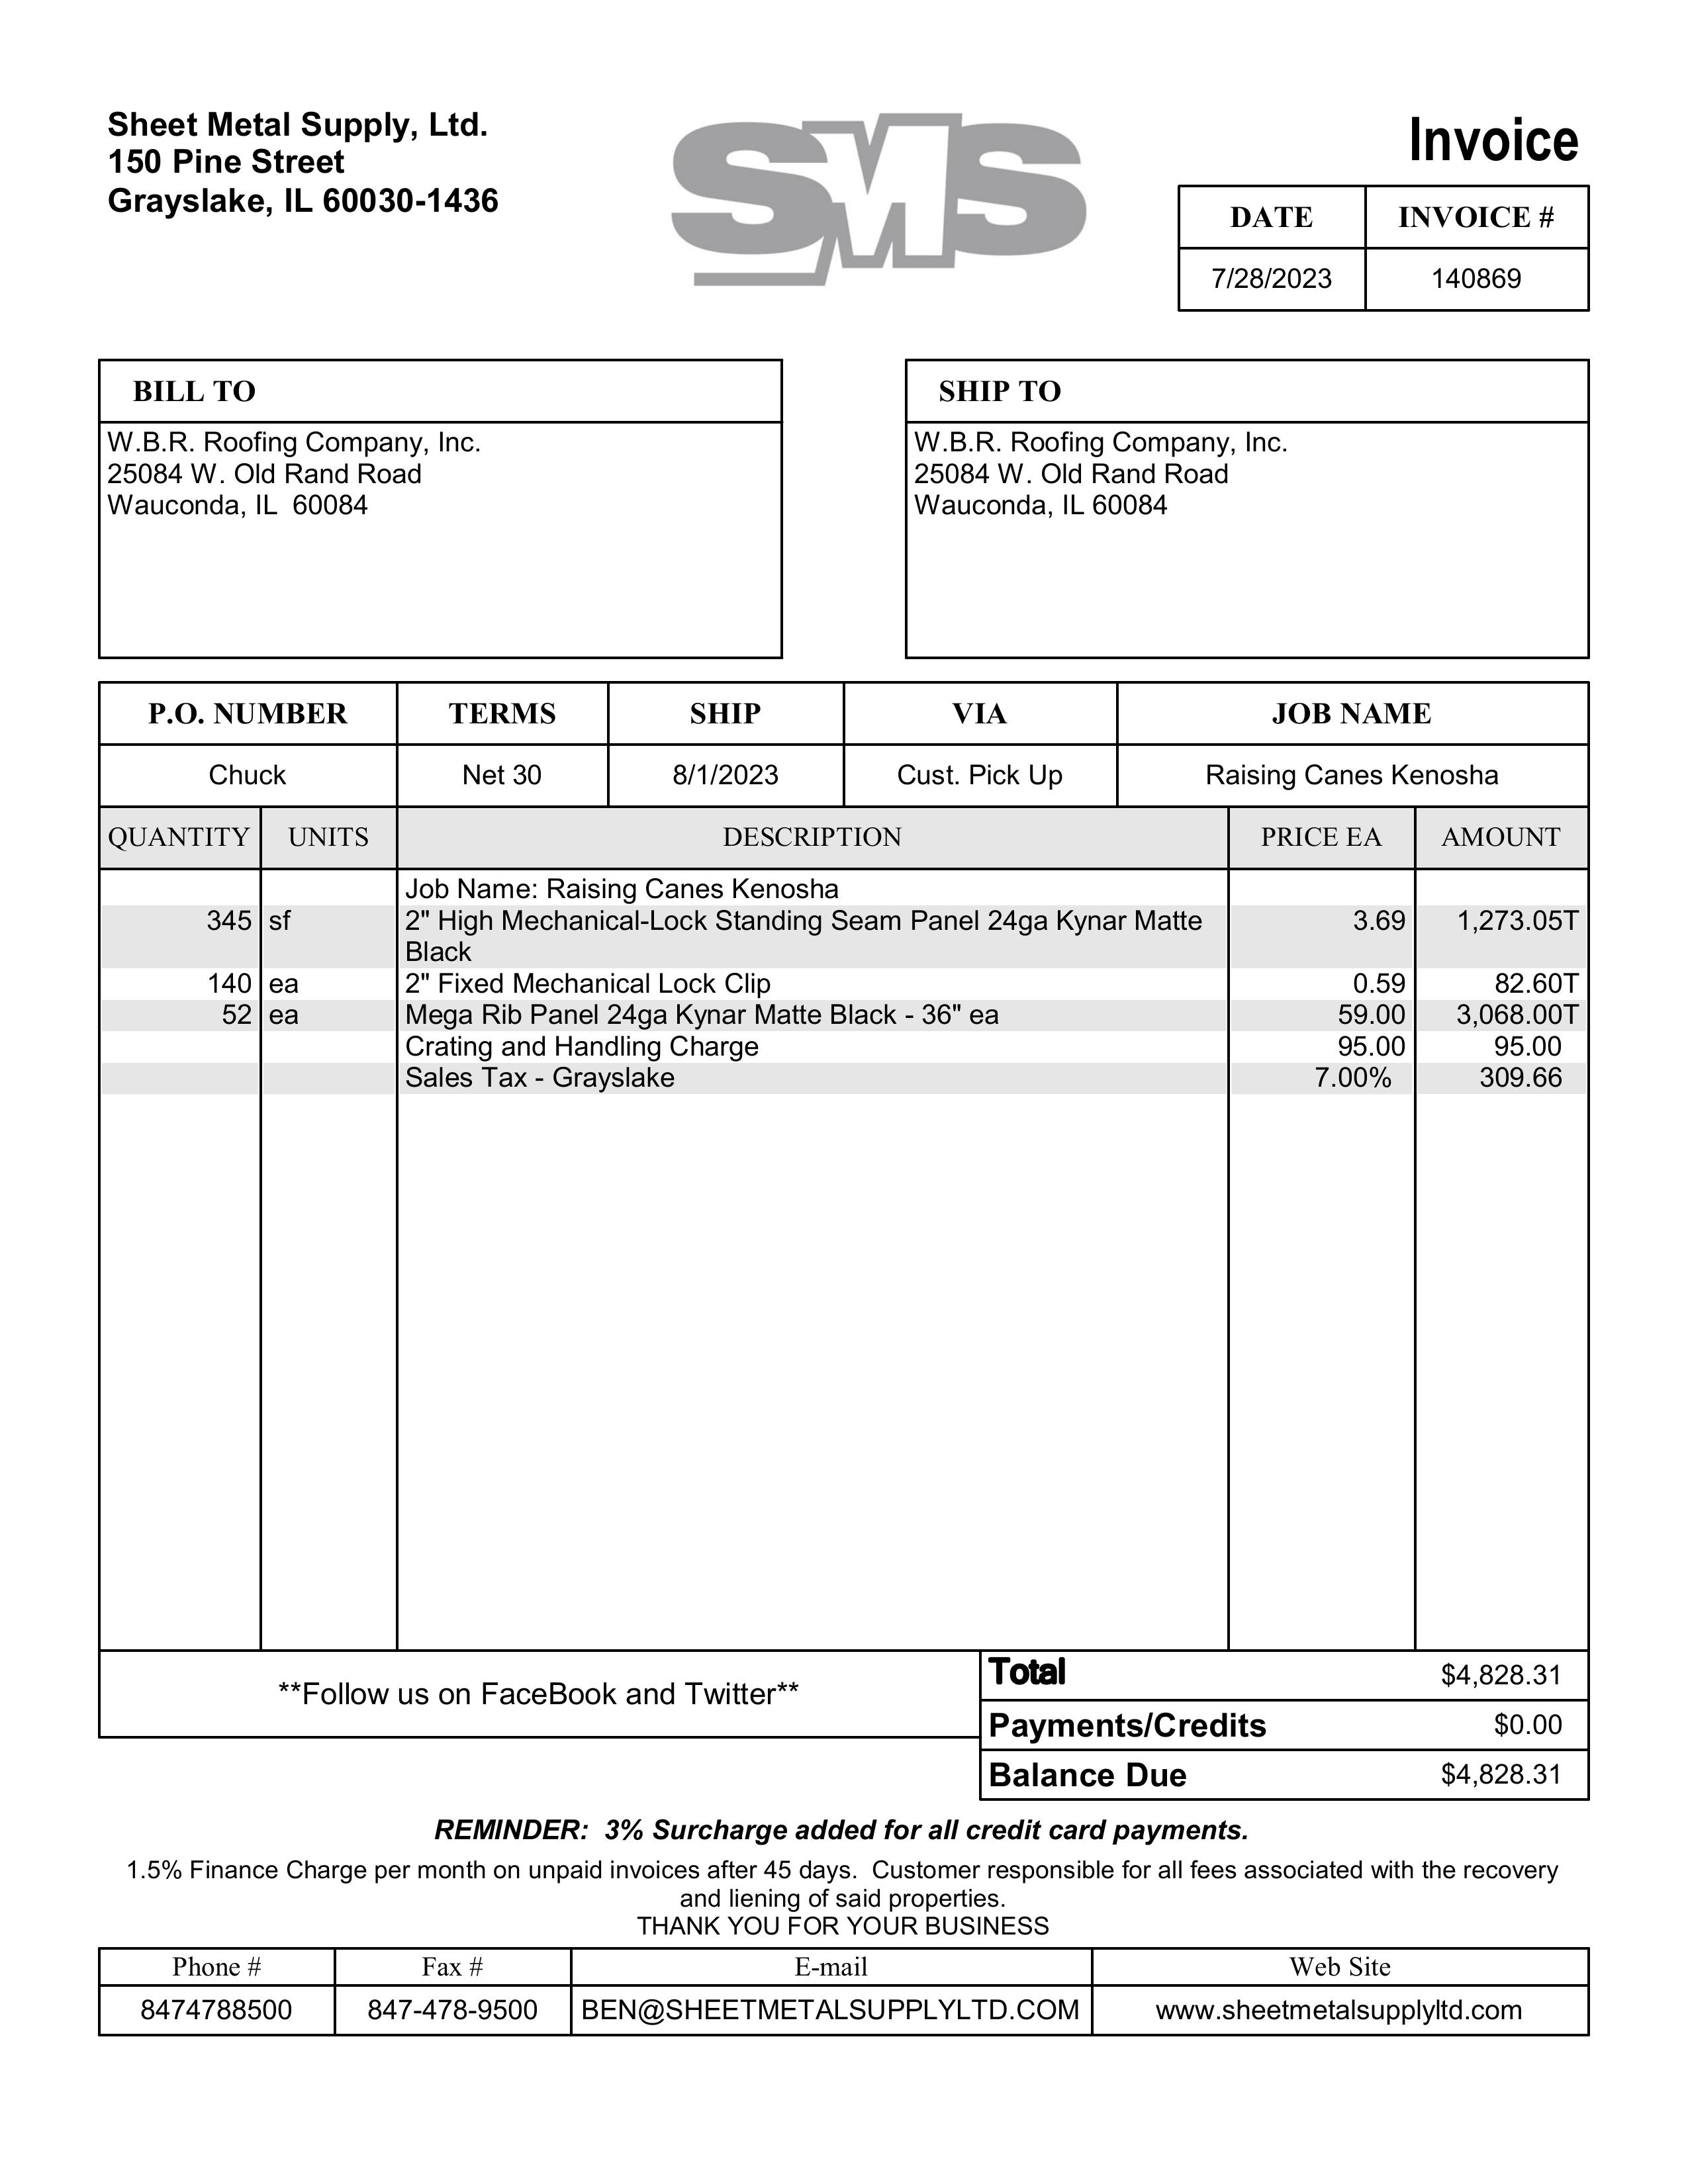 Sheet Metal Supply, Ltd.
150 Pine Street
Grayslake, IL 60030-1436
SMS
Invoice
DATE INVOICE #
7/28/2023 140869
BILL TO
W.B.R. Roofing Company, Inc.
25084 W. Old Rand Road
Wauconda, IL  60084
SHIP TO
W.B.R. Roofing Company, Inc.
25084 W. Old Rand Road
Wauconda, IL 60084
P.O. NUMBER TERMS SHIP VIA JOB NAME
Chuck Net 30 8/1/2023 Cust. Pick Up Raising Canes Kenosha
QUANTITY UNITS DESCRIPTION PRICE EA AMOUNT
Job Name: Raising Canes Kenosha
345 sf 2" High Mechanical-Lock Standing Seam Panel 24ga Kynar Matte 3.69 1,273.05T
Black
140 ea 2" Fixed Mechanical Lock Clip 0.59 82.60T
52 ea Mega Rib Panel 24ga Kynar Matte Black - 36" ea 59.00 3,068.00T
Crating and Handling Charge 95.00 95.00
Sales Tax - Grayslake 7.00% 309.66
**Follow us on FaceBook and Twitter**
Total $4,828.31
Payments/Credits $0.00
Balance Due $4,828.31
REMINDER:  3% Surcharge added for all credit card payments.
1.5% Finance Charge per month on unpaid invoices after 45 days.  Customer responsible for all fees associated with the recovery
and liening of said properties.
THANK YOU FOR YOUR BUSINESS
Phone # Fax # E-mail Web Site
8474788500 847-478-9500 BEN@SHEETMETALSUPPLYLTD.COM www.sheetmetalsupplyltd.com